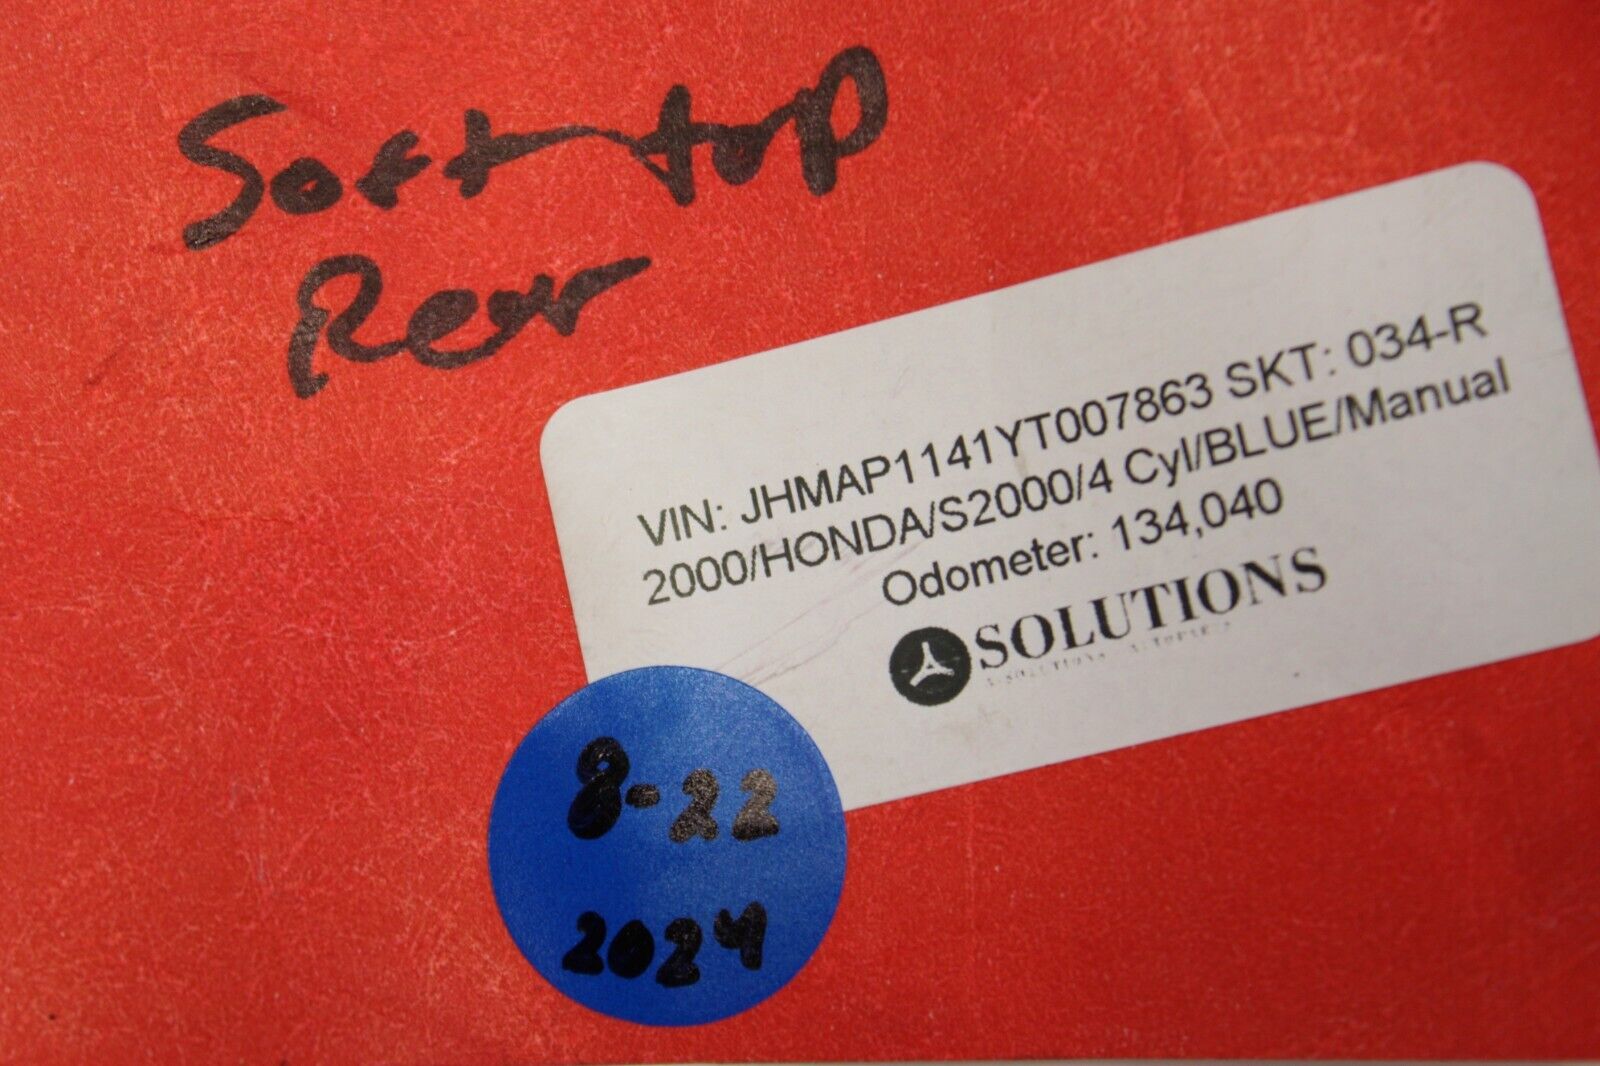 Soft top
Rear
VIN: JHMAP1141YT007863 SKT: 034-R
2000/HONDA/S2000/4 Cyl/BLUE/Manual
Odometer: 134,040
SOLUTIONS
8-22
2024